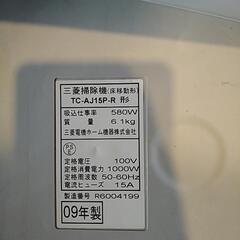 三菱掃除機(床移動形)
TC-AJ15P-R 形
吸込仕事率 580W
質量 6.1kg
三菱電機ホーム機器株式会社
PS
E
定格電圧 100V
定格消費電力 1000W
定格周波数 50-60Hz
電流ヒューズ 15A
製造番号 R6004199
09年製